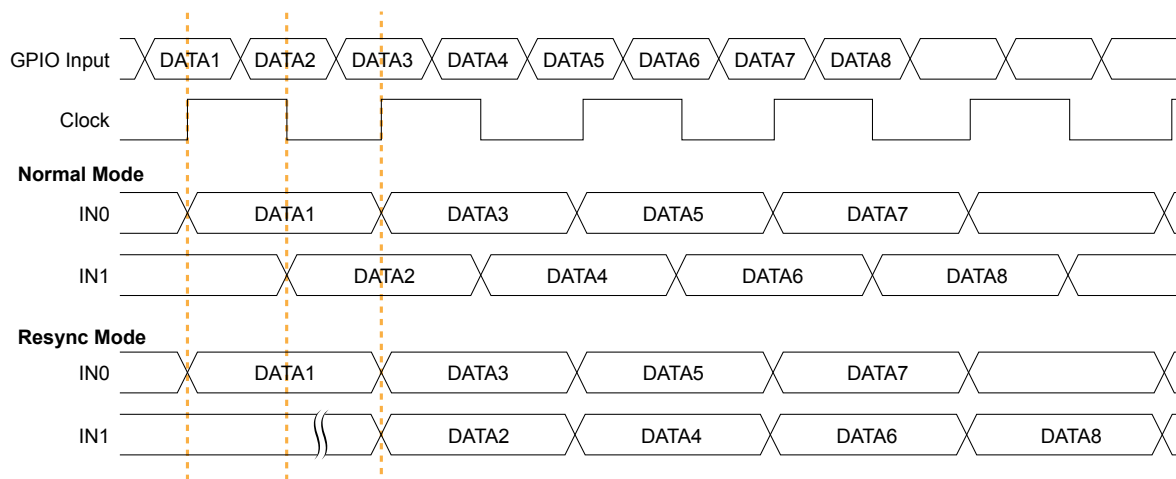 GPIO Input DATA1 DATA2 DATA3 DATA4 DATA5 DATA6 DATA7 DATA8
Clock
Normal Mode
IN0 DATA1 DATA3 DATA5 DATA7
IN1 DATA2 DATA4 DATA6 DATA8
Resync Mode
IN0 DATA1 DATA3 DATA5 DATA7
IN1 DATA2 DATA4 DATA6 DATA8